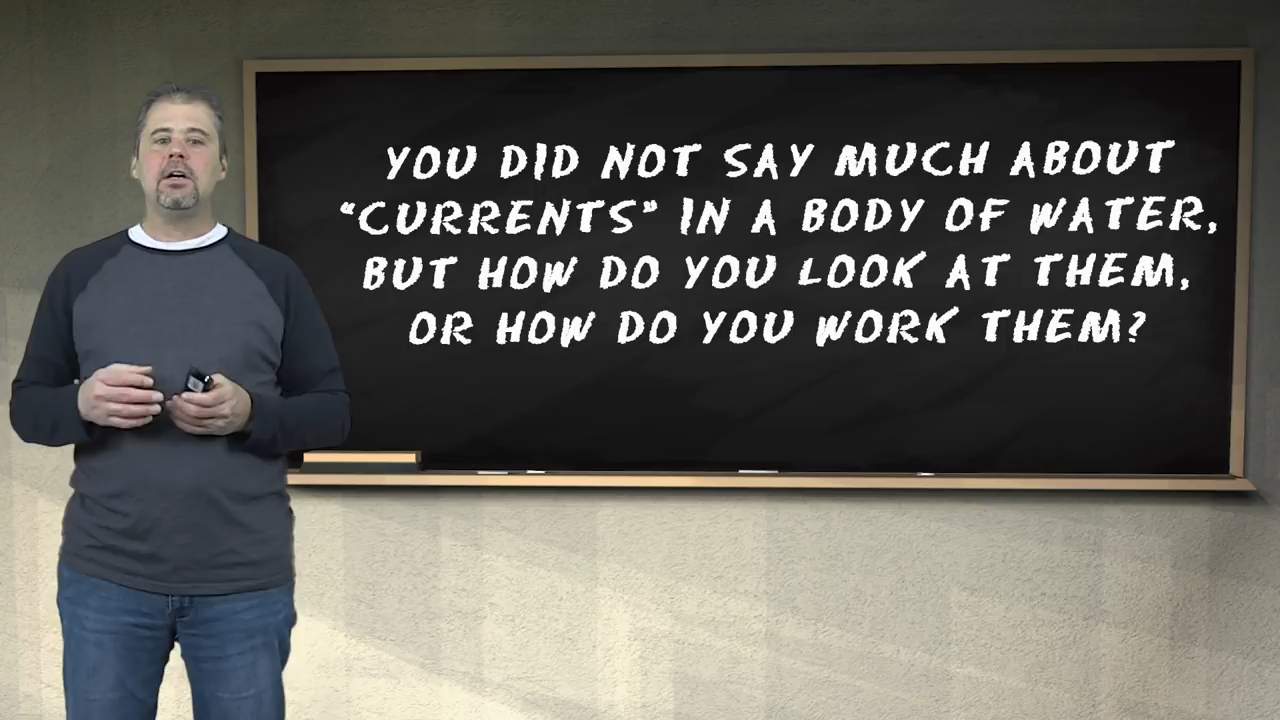 YOU DID NOT SAY MUCH ABOUT
“CURRENTS” IN A BODY OF WATER,
BUT HOW DO YOU LOOK AT THEM,
OR HOW DO YOU WORK THEM?